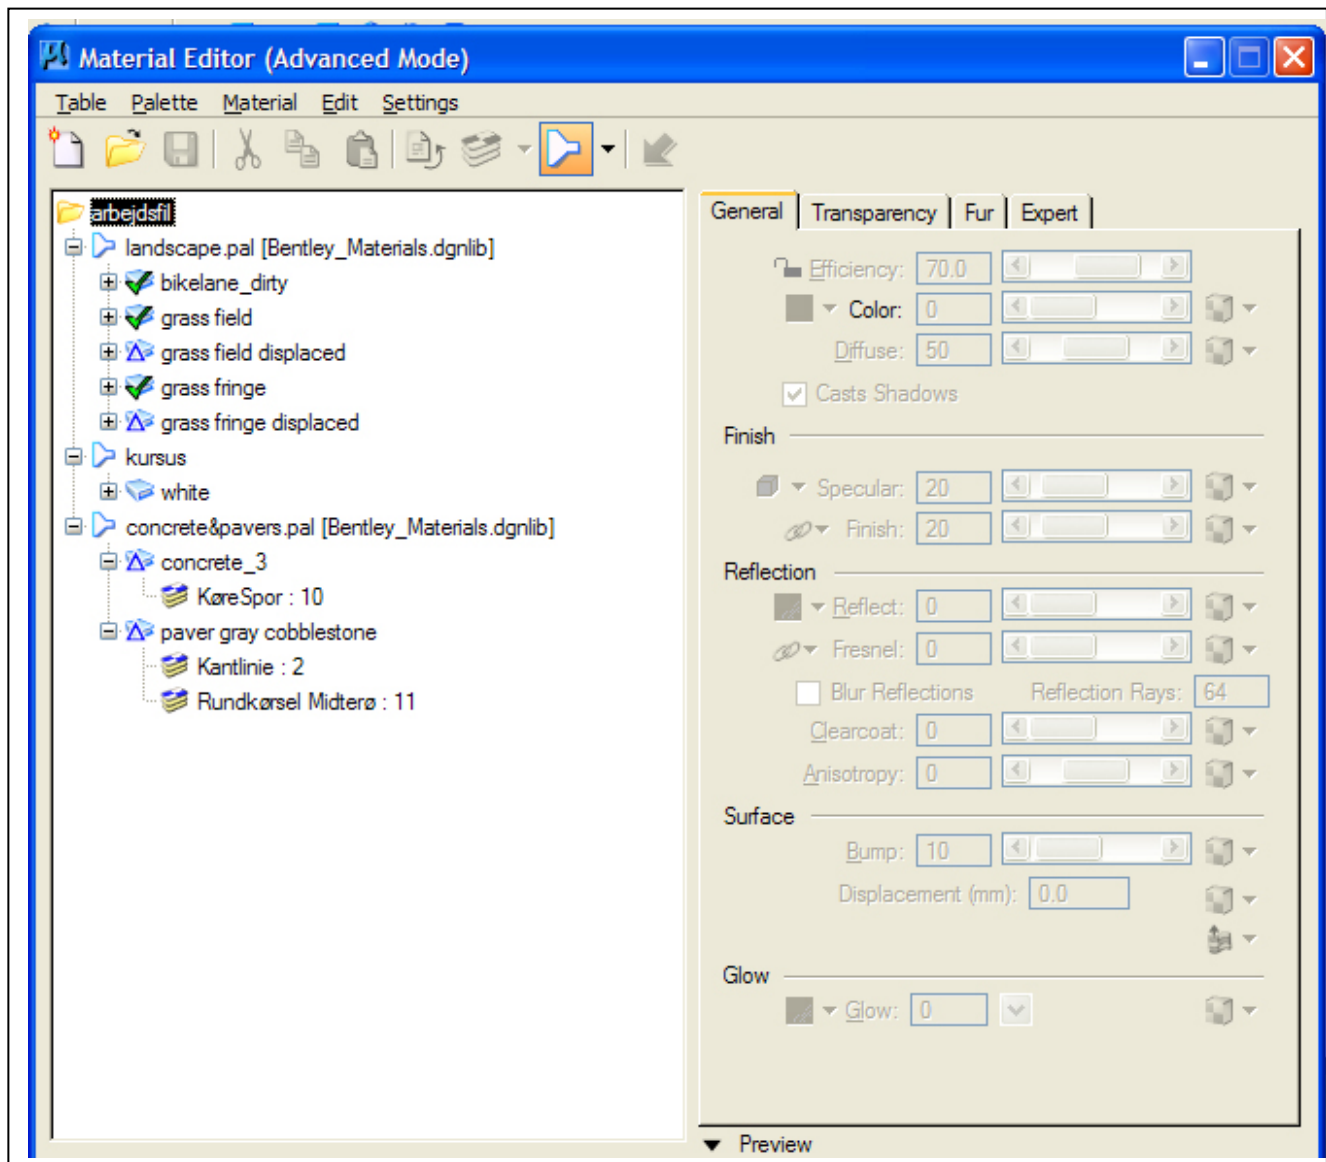 Material Editor (Advanced Mode)
Table Palette Material Edit Settings
arbejdsfil
landscape.pal [Bentley_Materials.dgnlib]
bikelane_dirty
grass field
grass field displaced
grass fringe
grass fringe displaced
kursus
white
concrete&pavers.pal [Bentley_Materials.dgnlib]
concrete_3
KøreSpor : 10
paver gray cobblestone
Kantlinie : 2
Rundkørsel Midterø : 11
General Transparency Fur Expert
Efficiency: 70.0
Color: 0
Diffuse: 50
Casts Shadows
Finish
Specular: 20
Finish: 20
Reflection
Reflect: 0
Fresnel: 0
Blur Reflections Reflection Rays: 64
Clearcoat: 0
Anisotropy: 0
Surface
Bump: 10
Displacement (mm): 0.0
Glow
Glow: 0
Preview